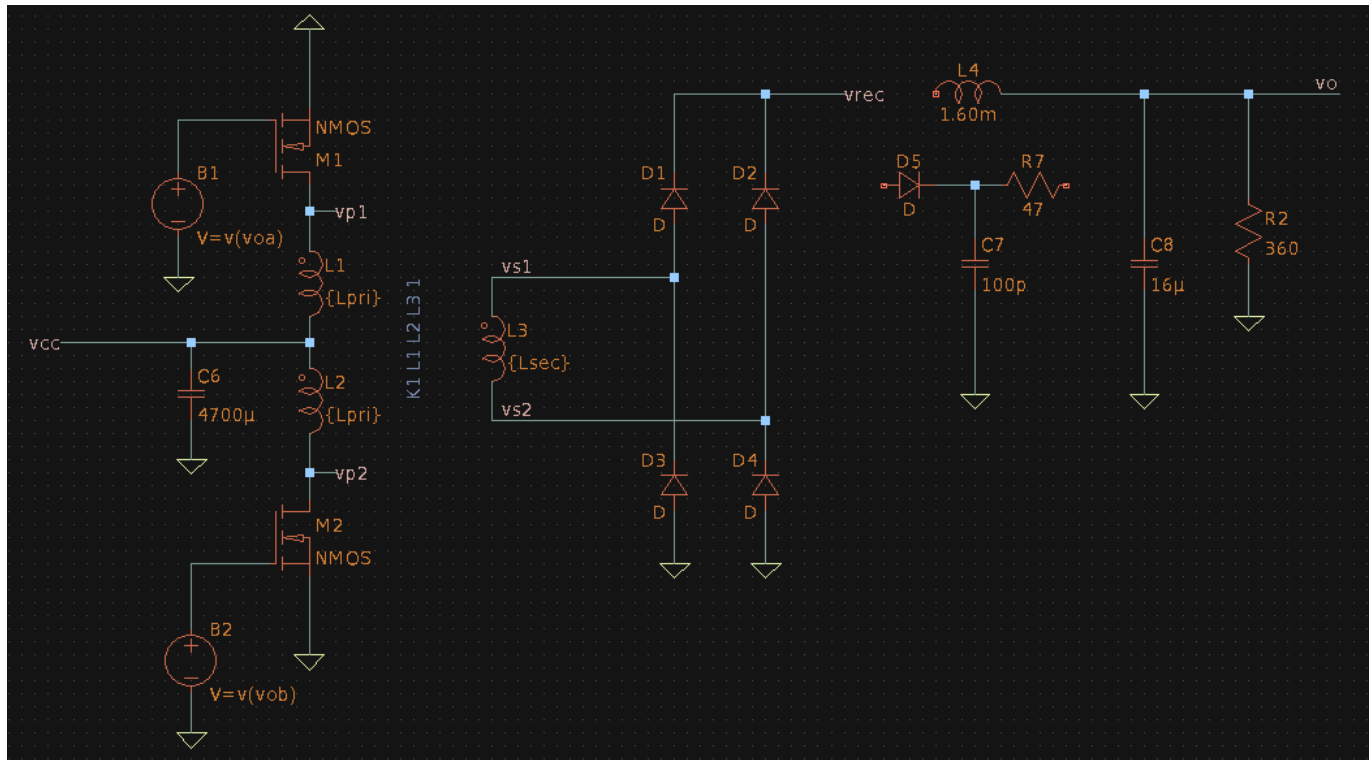 NMOS
M1
B1
V=v(voa)
vp1
L1
{Lpri}
K1 L1 L2 L3 1
vcc
C6
4700µ
L2
{Lpri}
vp2
M2
NMOS
B2
V=v(vob)
vs1
L3
{Lsec}
vs2
D1
D
D2
D
D3
D
D4
D
vrec
L4
1.60m
vo
D5
D
R7
47
C7
100p
C8
16µ
R2
360